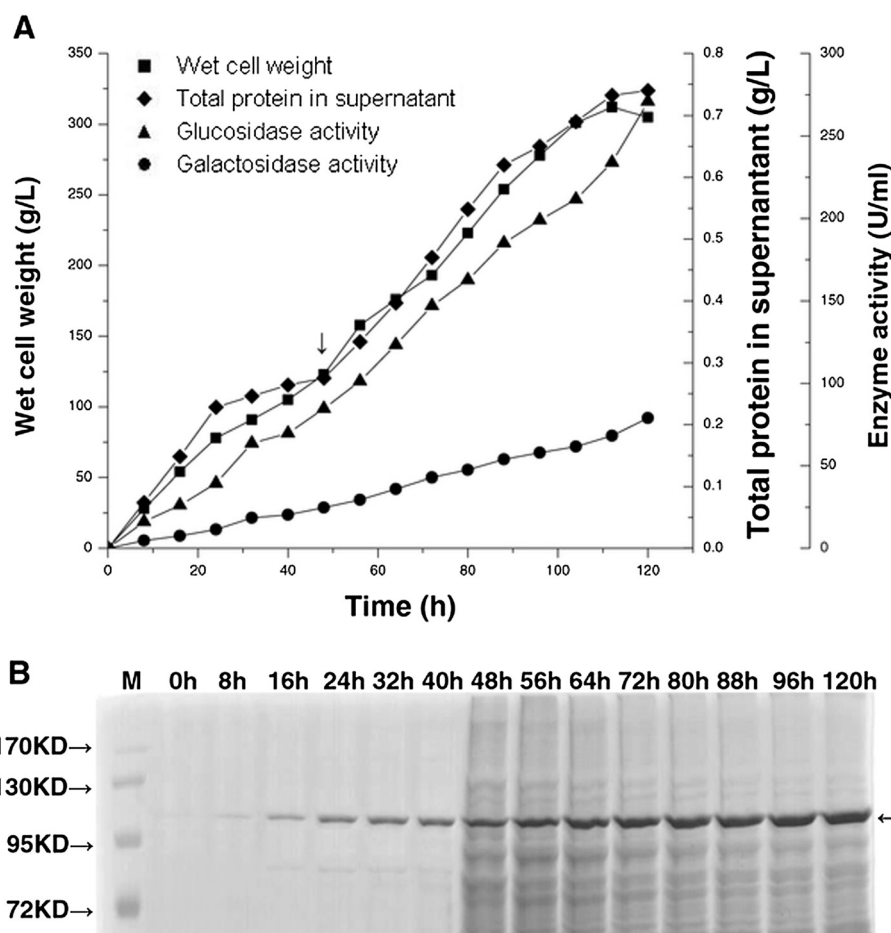 A
350
300
250
200
150
100
50
0
Wet cell weight (g/L)
Wet cell weight
Total protein in supernatant
Glucosidase activity
Galactosidase activity
↓
0.8
0.7
0.6
0.5
0.4
0.3
0.2
0.1
0.0
Total protein in supernantant (g/L)
300
250
200
150
100
50
0
Enzyme activity (U/ml)
0 20 40 60 80 100 120
Time (h)
B
M 0h 8h 16h 24h 32h 40h 48h 56h 64h 72h 80h 88h 96h 120h
170KD→
130KD→
←
95KD→
72KD→